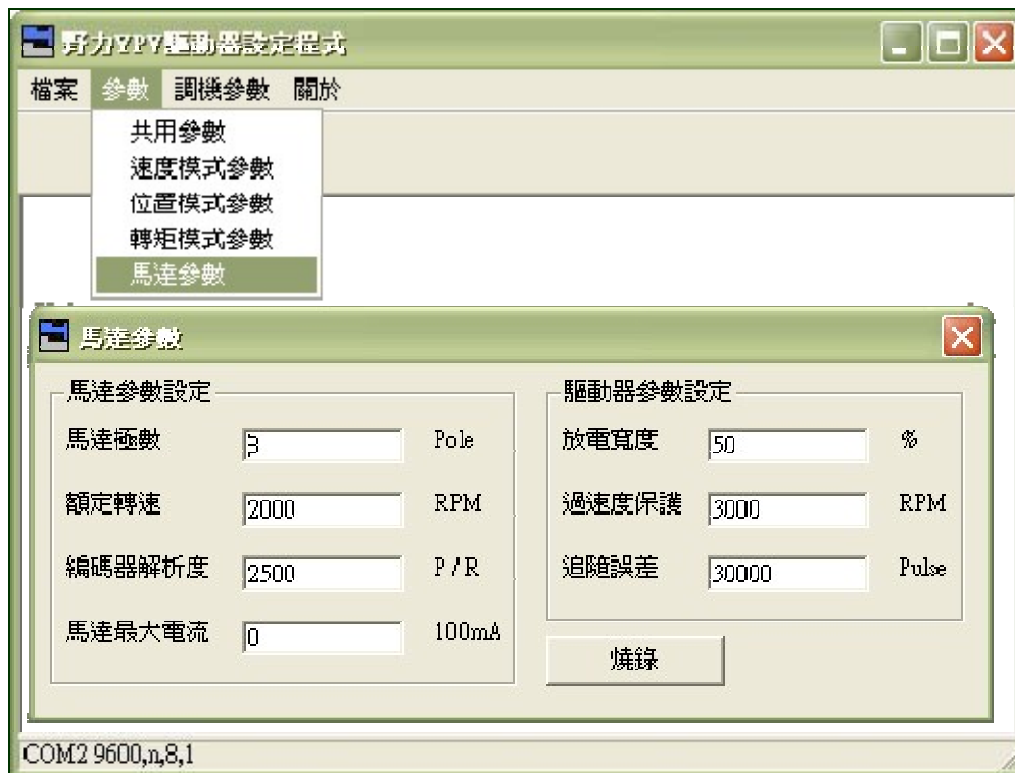 野力YPV驅動器設定程式
檔案 參數 調機參數 關於
共用參數
速度模式參數
位置模式參數
轉矩模式參數
馬達參數
馬達參數
馬達參數設定
馬達極數 Pole
額定轉速 2000 RPM
編碼器解析度 2500 P/R
馬達最大電流 0 100mA
驅動器參數設定
放電寬度 50 %
過速度保護 3000 RPM
追隨誤差 30000 Pulse
燒錄
COM2 9600,n,8,1